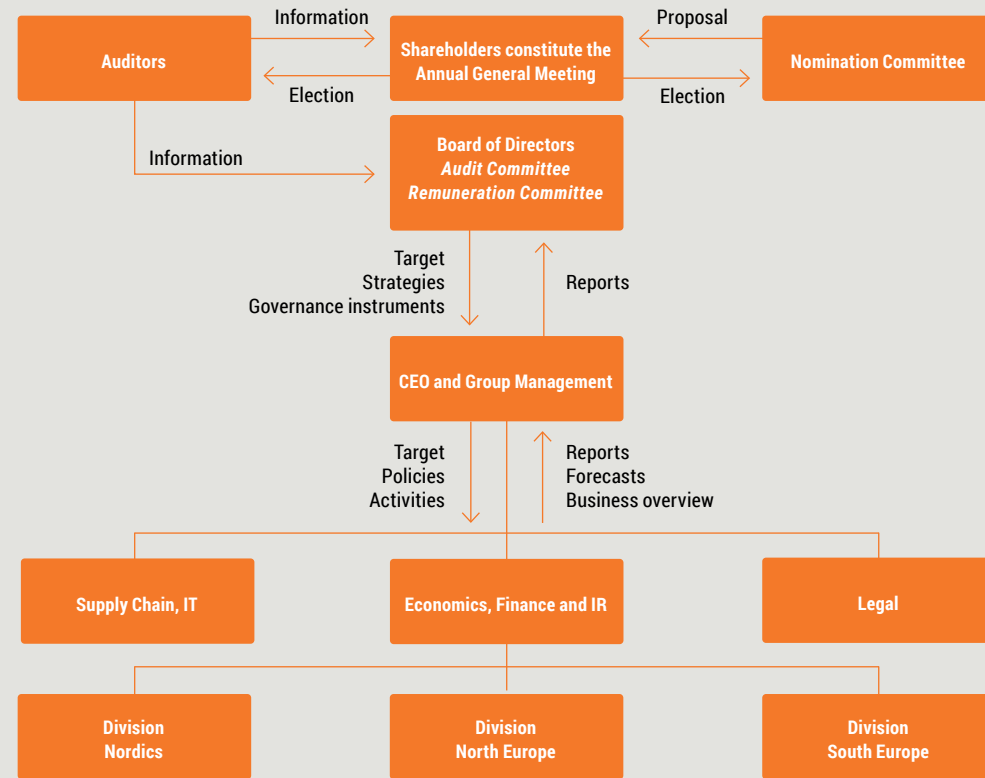 Information
Proposal
Auditors
Shareholders constitute the
Annual General Meeting
Nomination Committee
Election
Election
Information
Board of Directors
Audit Committee
Remuneration Committee
Target
Strategies
Governance instruments
Reports
CEO and Group Management
Target
Policies
Activities
Reports
Forecasts
Business overview
Supply Chain, IT
Economics, Finance and IR
Legal
Division
Nordics
Division
North Europe
Division
South Europe